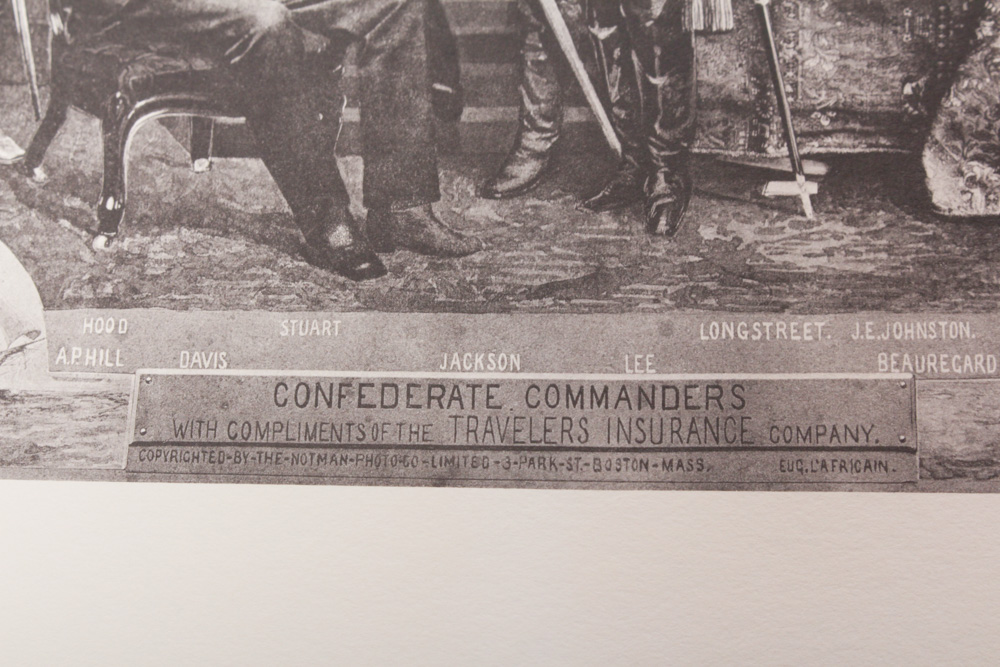 HOOD STUART LONGSTREET. J.E.JOHNSTON.
A.P.HILL DAVIS JACKSON LEE BEAUREGARD
CONFEDERATE COMMANDERS
WITH COMPLIMENTS OF THE TRAVELERS INSURANCE COMPANY.
COPYRIGHTED-BY-THE-NOTMAN-PHOTO-CO-LIMITED-3-PARK-ST-BOSTON-MASS. EUG.L'AFRICAIN.